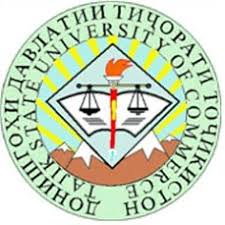 ДОНИШГОҲИ ДАВЛАТИИ ТИҶОРАТИ ТОҶИКИСТОН
TAJIK STATE UNIVERSITY OF COMMERCE